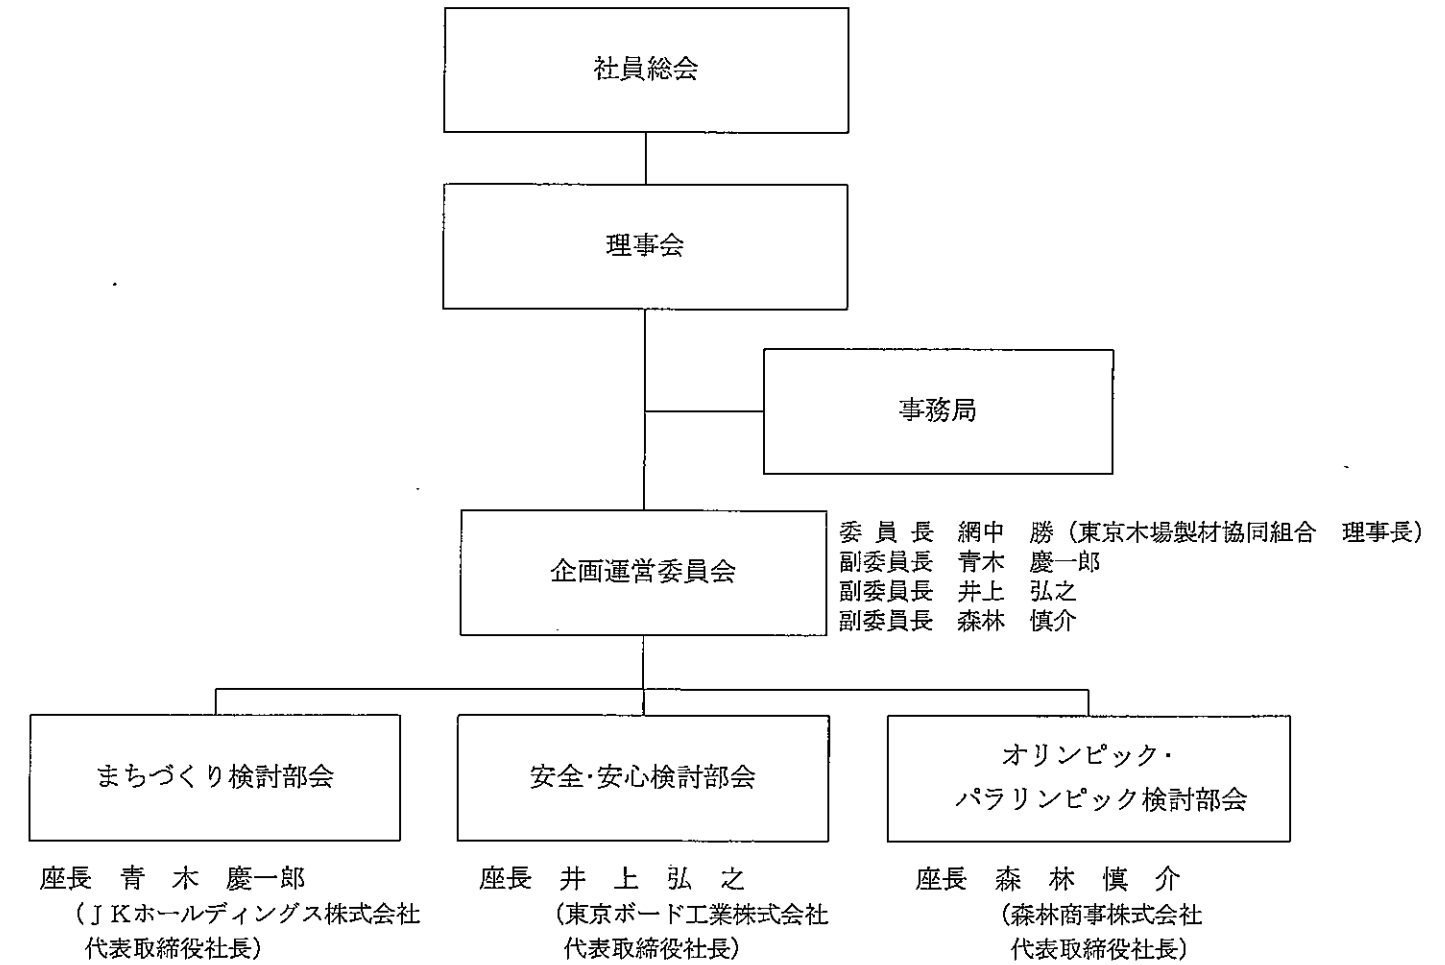 社員総会
理事会
事務局
企画運営委員会
委 員 長　網中　勝（東京木場製材協同組合　理事長）
副委員長　青木　慶一郎
副委員長　井上　弘之
副委員長　森林　慎介
まちづくり検討部会
安全・安心検討部会
オリンピック・
パラリンピック検討部会
座長　青　木　慶一郎
（ＪＫホールディングス株式会社
代表取締役社長）
座長　井　上　弘　之
（東京ボード工業株式会社
代表取締役社長）
座長　森　林　慎　介
（森林商事株式会社
代表取締役社長）